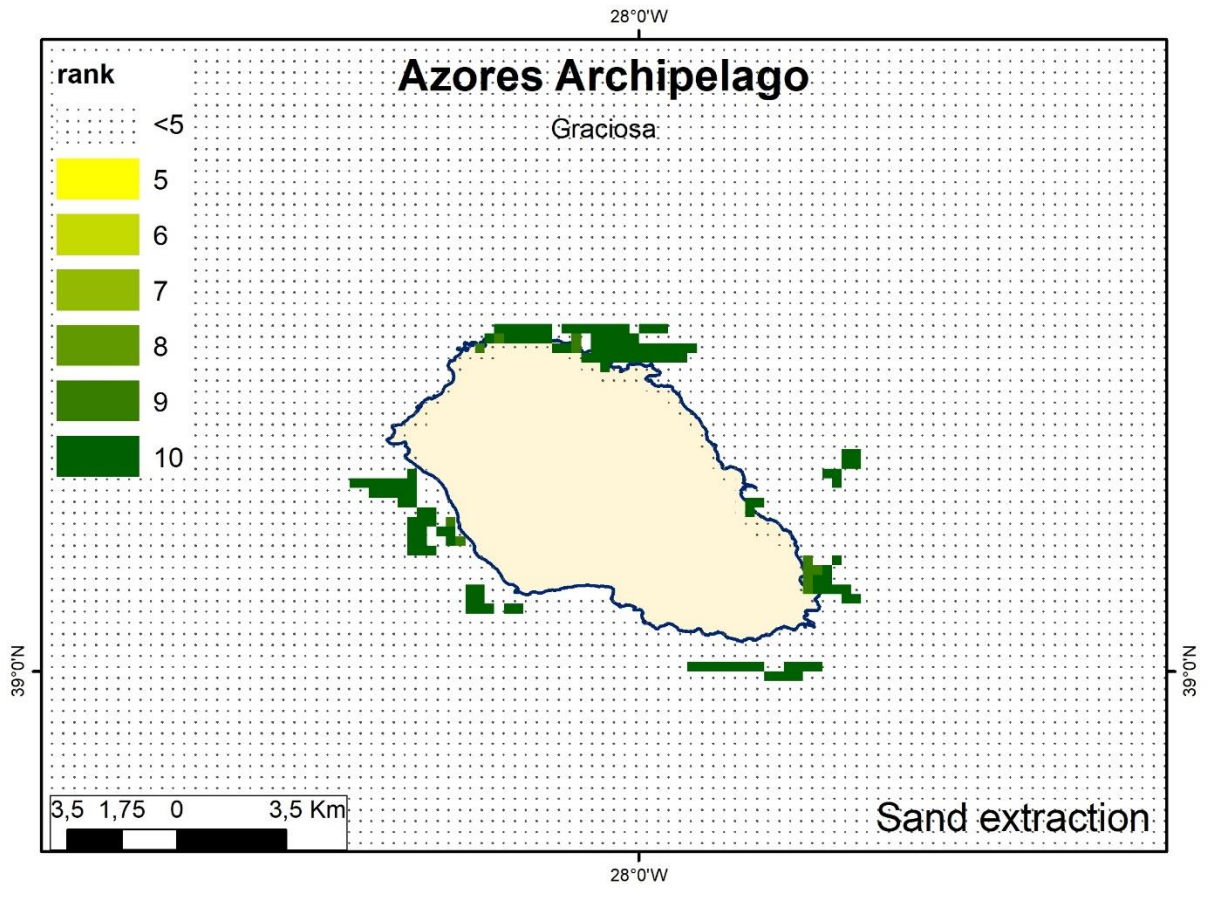 28°0'W
rank
Azores Archipelago
Graciosa
<5
5
6
7
8
9
10
39°0'N
39°0'N
3,5 1,75 0 3,5 Km
Sand extraction
28°0'W